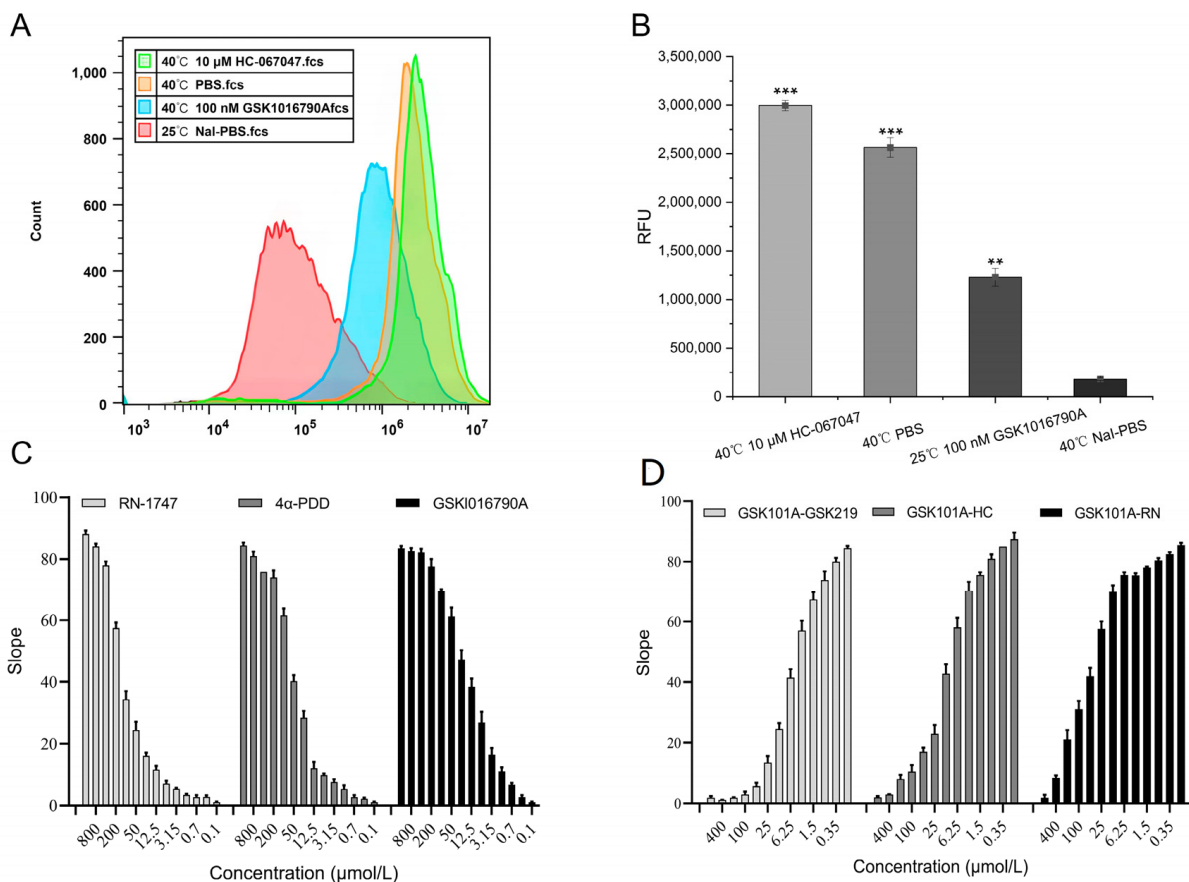 A
40℃ 10 μM HC-067047.fcs
40℃ PBS.fcs
40℃ 100 nM GSK1016790Afcs
25℃ NaI-PBS.fcs
Count
1,000
800
600
400
200
0
10³ 10⁴ 10⁵ 10⁶ 10⁷
B
RFU
3,500,000
3,000,000
2,500,000
2,000,000
1,500,000
1,000,000
500,000
0
***
***
**
40℃ 10 μM HC-067047
40℃ PBS
25℃ 100 nM GSK1016790A
40℃ NaI-PBS
C
RN-1747 4α-PDD GSKI016790A
Slope
100
80
60
40
20
0
800 200 50 12.5 3.15 0.7 0.1 800 200 50 12.5 3.15 0.7 0.1 800 200 50 12.5 3.15 0.7 0.1
Concentration (μmol/L)
D
GSK101A-GSK219 GSK101A-HC GSK101A-RN
Slope
100
80
60
40
20
0
400 100 25 6.25 1.5 0.35 400 100 25 6.25 1.5 0.35 400 100 25 6.25 1.5 0.35
Concentration (μmol/L)